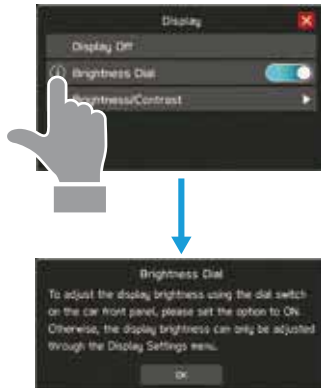 Display
Display Off
Brightness Dial
Brightness/Contrast
Brightness Dial
To adjust the display brightness using the dial switch
on the car front panel, please set the option to ON.
Otherwise, the display brightness can only be adjusted
through the Display Settings menu.
OK